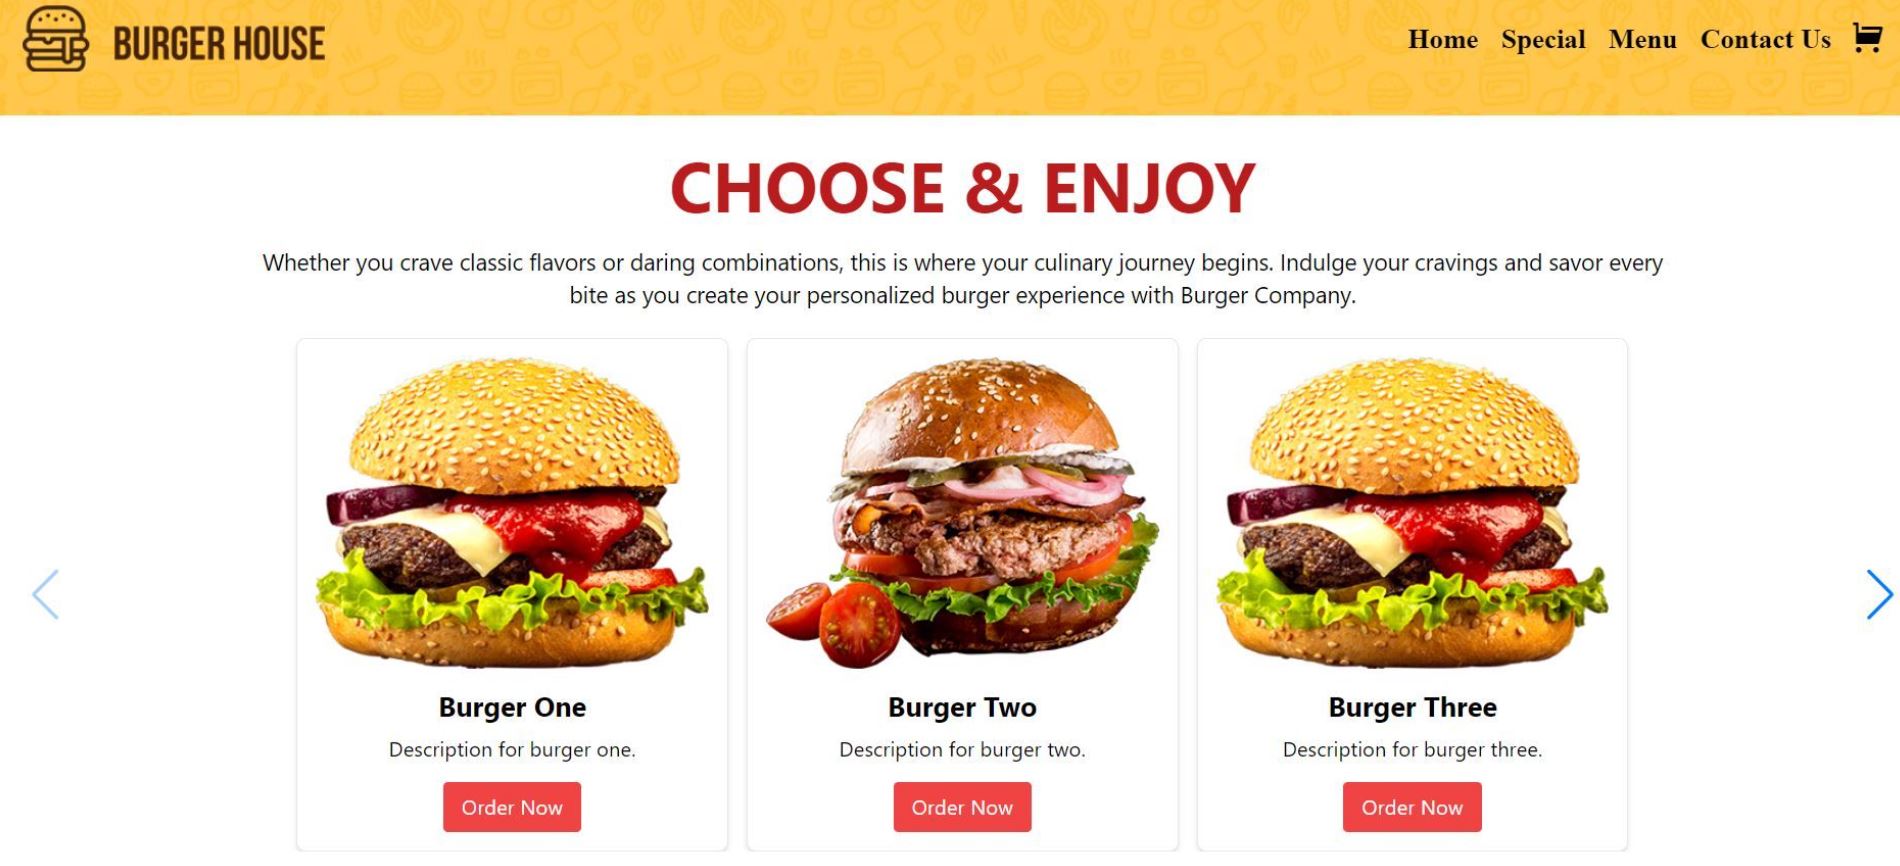 BURGER HOUSE
Home Special Menu Contact Us
CHOOSE & ENJOY
Whether you crave classic flavors or daring combinations, this is where your culinary journey begins. Indulge your cravings and savor every
bite as you create your personalized burger experience with Burger Company.
Burger One
Description for burger one.
Order Now
Burger Two
Description for burger two.
Order Now
Burger Three
Description for burger three.
Order Now